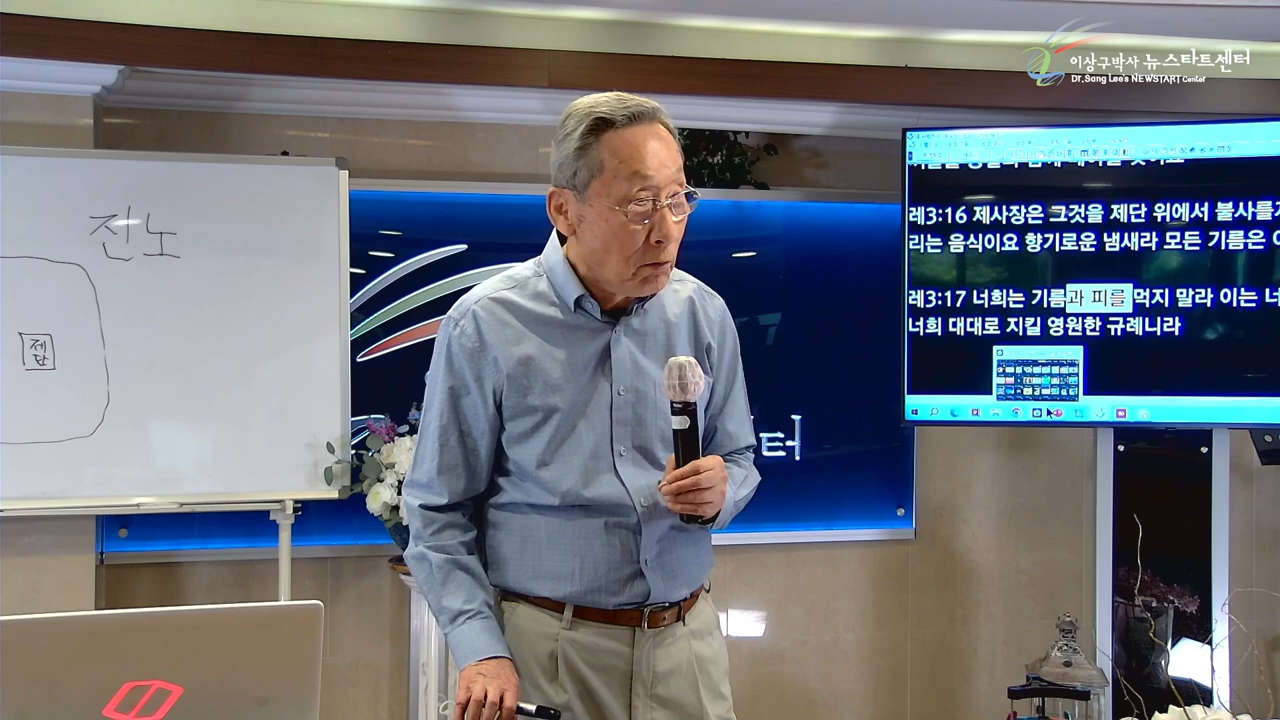 이상구박사 뉴스타트센터
Dr. Sang Lee's NEWSTART Center
진노
제단
레3:16 제사장은 그것을 제단 위에서 불사를지
리는 음식이요 향기로운 냄새라 모든 기름은
레3:17 너희는 기름과 피를 먹지 말라 이는 너
너희 대대로 지킬 영원한 규례니라
터